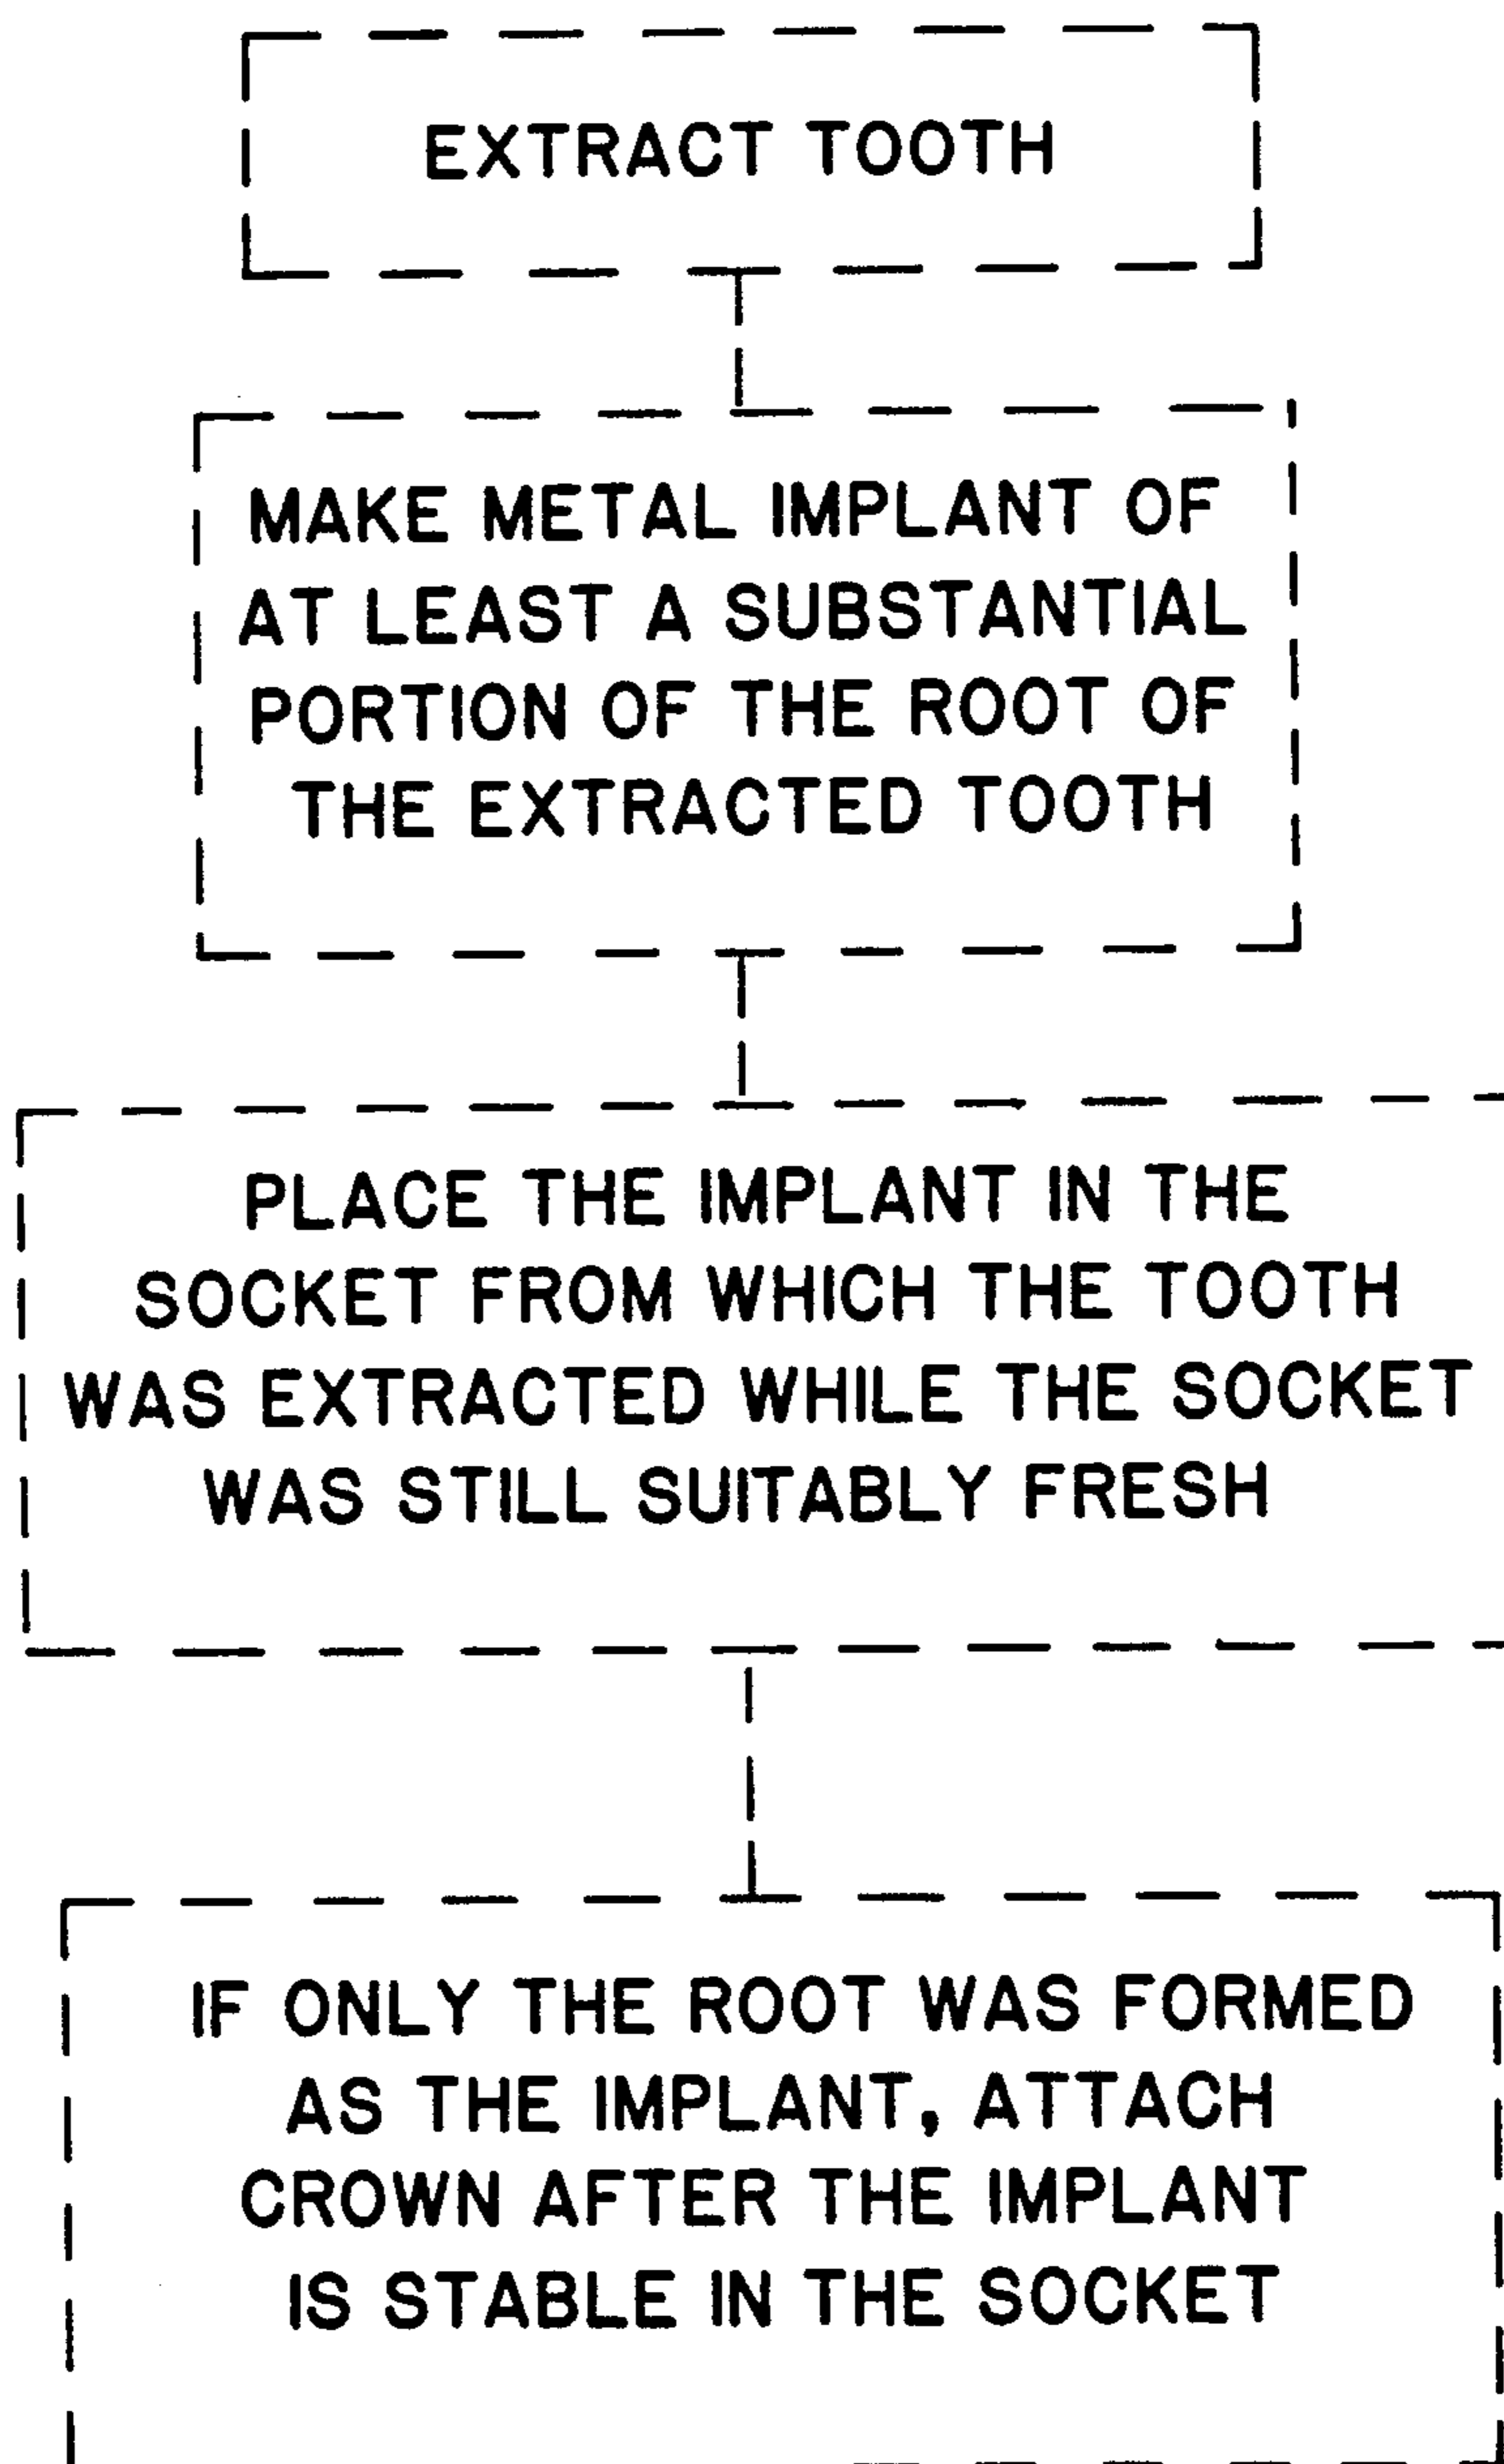 EXTRACT TOOTH
MAKE METAL IMPLANT OF
AT LEAST A SUBSTANTIAL
PORTION OF THE ROOT OF
THE EXTRACTED TOOTH
PLACE THE IMPLANT IN THE
SOCKET FROM WHICH THE TOOTH
WAS EXTRACTED WHILE THE SOCKET
WAS STILL SUITABLY FRESH
IF ONLY THE ROOT WAS FORMED
AS THE IMPLANT, ATTACH
CROWN AFTER THE IMPLANT
IS STABLE IN THE SOCKET